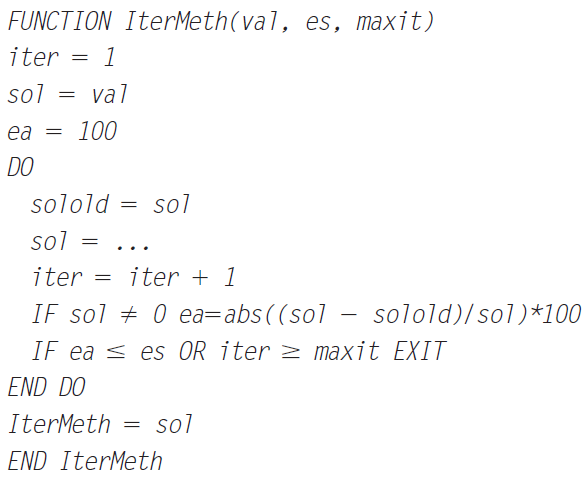 FUNCTION IterMeth(val, es, maxit)
iter = 1
sol = val
ea = 100
DO
solold = sol
sol = ...
iter = iter + 1
IF sol ≠ 0 ea=abs((sol − solold)/sol)*100
IF ea ≤ es OR iter ≥ maxit EXIT
END DO
IterMeth = sol
END IterMeth